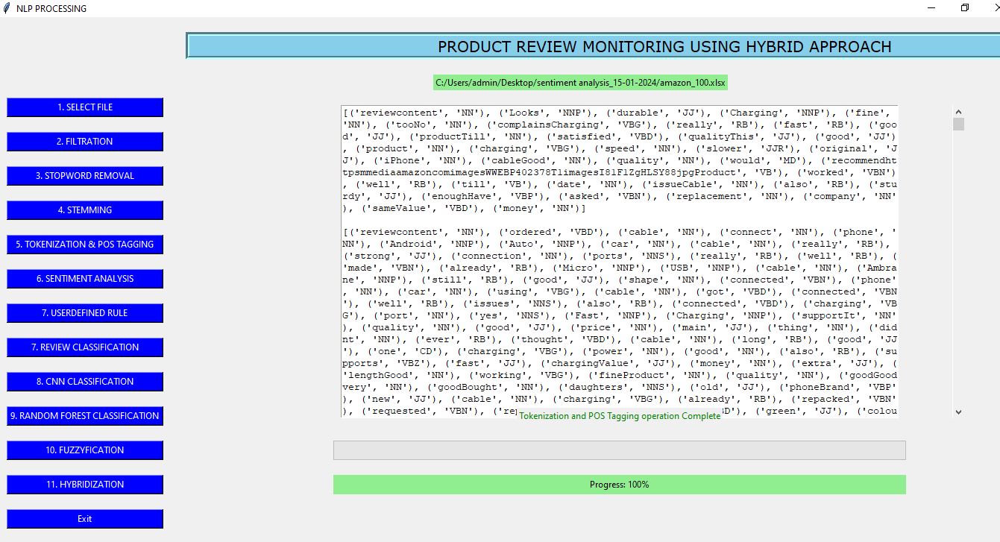 NLP PROCESSING
PRODUCT REVIEW MONITORING USING HYBRID APPROACH
C:/Users/admin/Desktop/sentiment analysis_15-01-2024/amazon_100.xlsx
1. SELECT FILE
2. FILTRATION
3. STOPWORD REMOVAL
4. STEMMING
5. TOKENIZATION & POS TAGGING
6. SENTIMENT ANALYSIS
7. USERDEFINED RULE
7. REVIEW CLASSIFICATION
8. CNN CLASSIFICATION
9. RANDOM FOREST CLASSIFICATION
10. FUZZYFICATION
11. HYBRIDIZATION
Exit
[('reviewcontent', 'NN'), ('Looks', 'NNP'), ('durable', 'JJ'), ('Charging', 'NNP'), ('fine',
'NN'), ('tooNo', 'NN'), ('complainsCharging', 'VBG'), ('really', 'RB'), ('fast', 'RB'), ('goo
d', 'JJ'), ('productTill', 'NN'), ('satisfied', 'VBD'), ('qualityThis', 'JJ'), ('good', 'JJ')
, ('product', 'NN'), ('charging', 'VBG'), ('speed', 'NN'), ('slower', 'JJR'), ('original', 'J
J'), ('iPhone', 'NN'), ('cableGood', 'NN'), ('quality', 'NN'), ('would', 'MD'), ('recommendht
tpsmmediaamazoncomimagesWWEBP402378T1imagesI81F1ZgHLSY88jpgProduct', 'VB'), ('worked', 'VBN')
, ('well', 'RB'), ('till', 'VB'), ('date', 'NN'), ('issueCable', 'NN'), ('also', 'RB'), ('stu
rdy', 'JJ'), ('enoughHave', 'VBP'), ('asked', 'VBN'), ('replacement', 'NN'), ('company', 'NN'
), ('sameValue', 'VBD'), ('money', 'NN')]
[('reviewcontent', 'NN'), ('ordered', 'VBD'), ('cable', 'NN'), ('connect', 'NN'), ('phone', '
NN'), ('Android', 'NNP'), ('Auto', 'NNP'), ('car', 'NN'), ('cable', 'NN'), ('really', 'RB'),
('strong', 'JJ'), ('connection', 'NN'), ('ports', 'NNS'), ('really', 'RB'), ('well', 'RB'), (
'made', 'VBN'), ('already', 'RB'), ('Micro', 'NNP'), ('USB', 'NNP'), ('cable', 'NN'), ('Ambra
ne', 'NNP'), ('still', 'RB'), ('good', 'JJ'), ('shape', 'NN'), ('connected', 'VBN'), ('phone'
, 'NN'), ('car', 'NN'), ('using', 'VBG'), ('cable', 'NN'), ('got', 'VBD'), ('connected', 'VBN
'), ('well', 'RB'), ('issues', 'NNS'), ('also', 'RB'), ('connected', 'VBD'), ('charging', 'VB
G'), ('port', 'NN'), ('yes', 'NNS'), ('Fast', 'NNP'), ('Charging', 'NNP'), ('supportIt', 'NN'
), ('quality', 'NN'), ('good', 'JJ'), ('price', 'NN'), ('main', 'JJ'), ('thing', 'NN'), ('did
nt', 'NN'), ('ever', 'RB'), ('thought', 'VBD'), ('cable', 'NN'), ('long', 'RB'), ('good', 'JJ
'), ('one', 'CD'), ('charging', 'VBG'), ('power', 'NN'), ('good', 'NN'), ('also', 'RB'), ('su
pports', 'VBZ'), ('fast', 'JJ'), ('chargingValue', 'JJ'), ('money', 'NN'), ('extra', 'JJ'), (
'lengthGood', 'NN'), ('working', 'VBG'), ('fineProduct', 'NN'), ('quality', 'NN'), ('goodGood
very', 'NN'), ('goodBought', 'NN'), ('daughters', 'NNS'), ('old', 'JJ'), ('phoneBrand', 'VBP'
), ('new', 'JJ'), ('cable', 'NN'), ('charging', 'VBG'), ('already', 'RB'), ('repacked', 'VBN'
), ('requested', 'VBN'), ('re D'), ('green', 'JJ'), ('colou
Tokenization and POS Tagging operation Complete
Progress: 100%